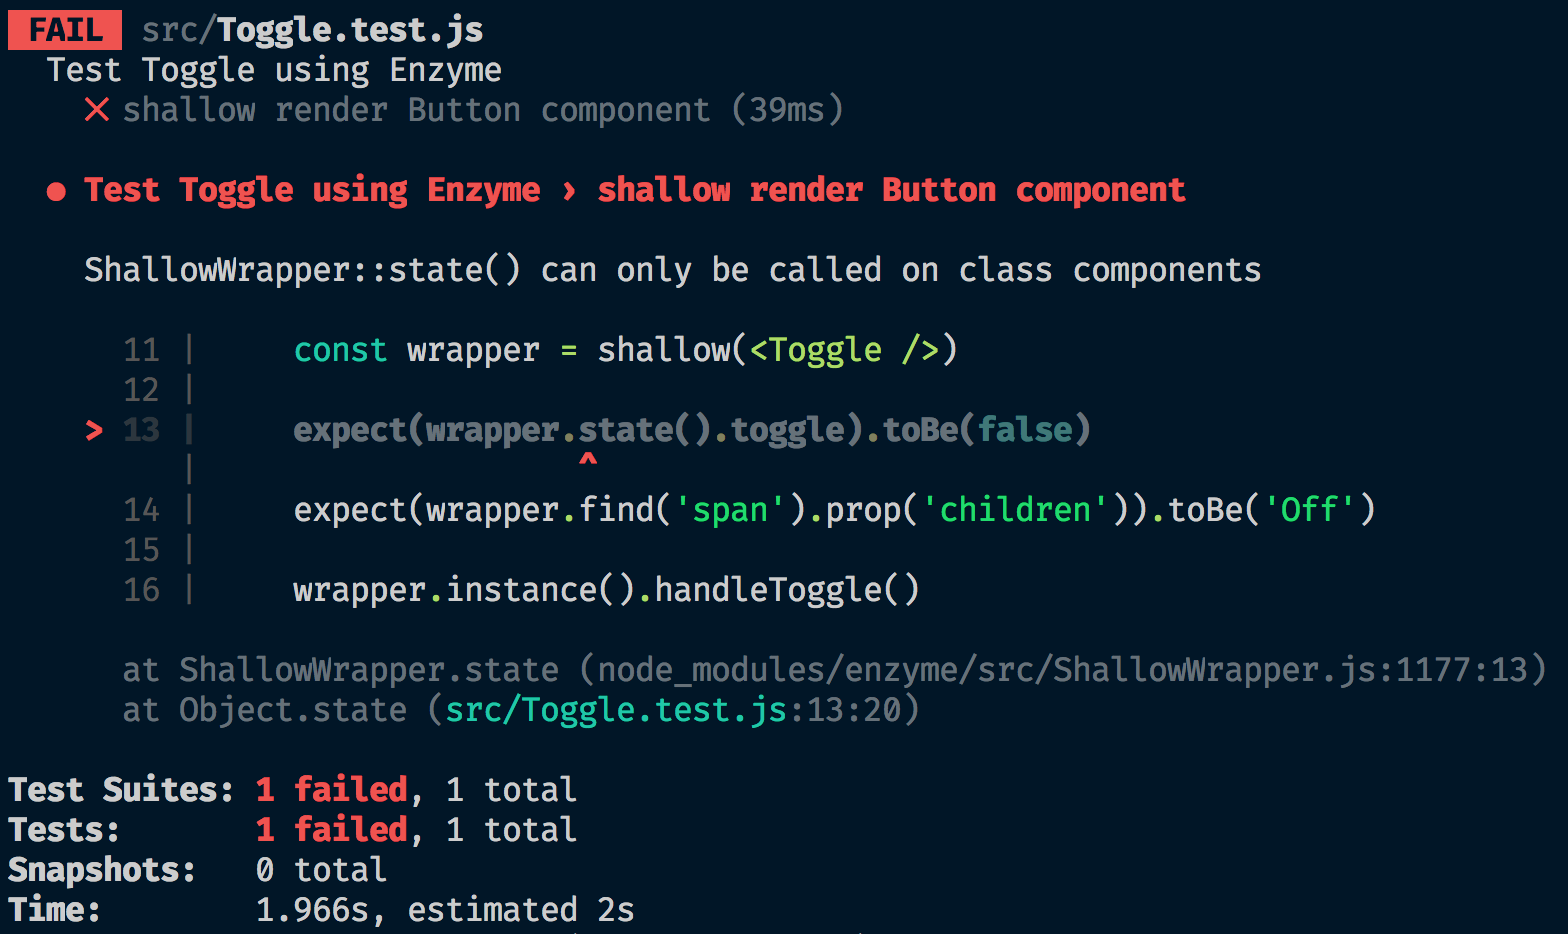 FAIL src/Toggle.test.js
Test Toggle using Enzyme
✕ shallow render Button component (39ms)
● Test Toggle using Enzyme › shallow render Button component
ShallowWrapper::state() can only be called on class components
11 |     const wrapper = shallow(<Toggle />)
12 |
> 13 |     expect(wrapper.state().toggle).toBe(false)
|                    ^
14 |     expect(wrapper.find('span').prop('children')).toBe('Off')
15 |
16 |     wrapper.instance().handleToggle()
at ShallowWrapper.state (node_modules/enzyme/src/ShallowWrapper.js:1177:13)
at Object.state (src/Toggle.test.js:13:20)
Test Suites: 1 failed, 1 total
Tests:       1 failed, 1 total
Snapshots:   0 total
Time:        1.966s, estimated 2s